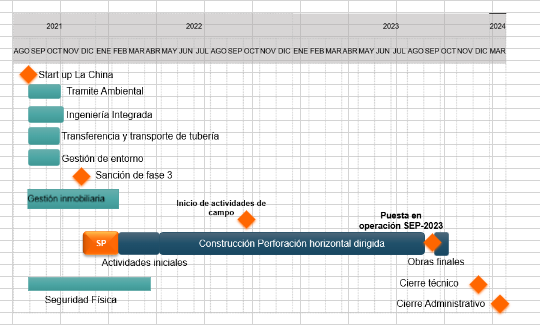 2021 2022 2023 2024
AGO SEP OCT NOV DIC ENE FEB MAR ABR MAY JUN JUL AGO SEP OCT NOV DIC ENE FEB MAR ABR MAY JUN JUL AGO SEP OCT NOV DIC MAR
Start up La China
Tramite Ambiental
Ingeniería Integrada
Transferencia y transporte de tubería
Gestión de entorno
Sanción de fase 3
Gestión inmobiliaria
Inicio de actividades de
campo
Puesta en
operación SEP-2023
SP
Construcción Perforación horizontal dirigida
Actividades iniciales
Obras finales
Seguridad Física
Cierre técnico
Cierre Administrativo